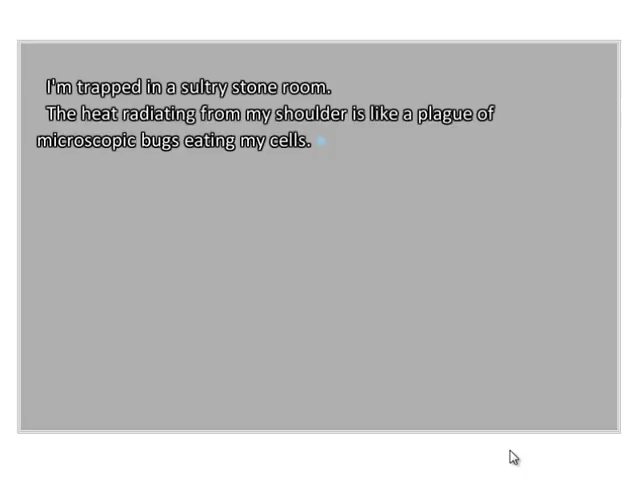 I'm trapped in a sultry stone room.
The heat radiating from my shoulder is like a plague of
microscopic bugs eating my cells.